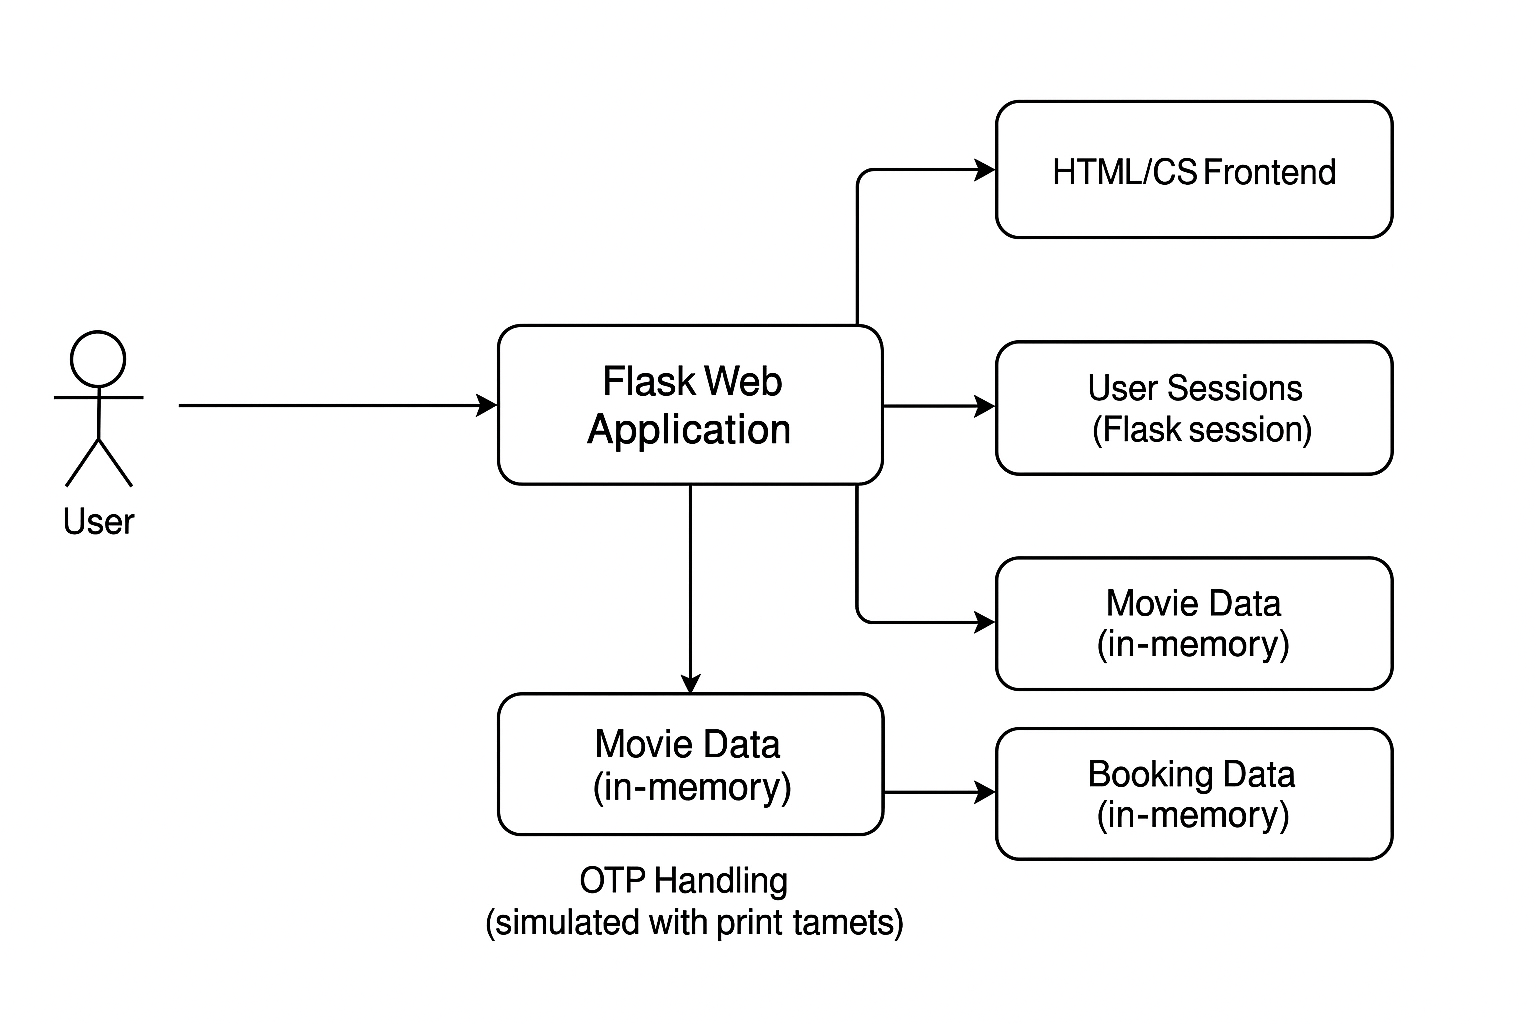 HTML/CS Frontend
Flask Web
Application
User Sessions
(Flask session)
User
Movie Data
(in-memory)
Movie Data
(in-memory)
Booking Data
(in-memory)
OTP Handling
(simulated with print tamets)